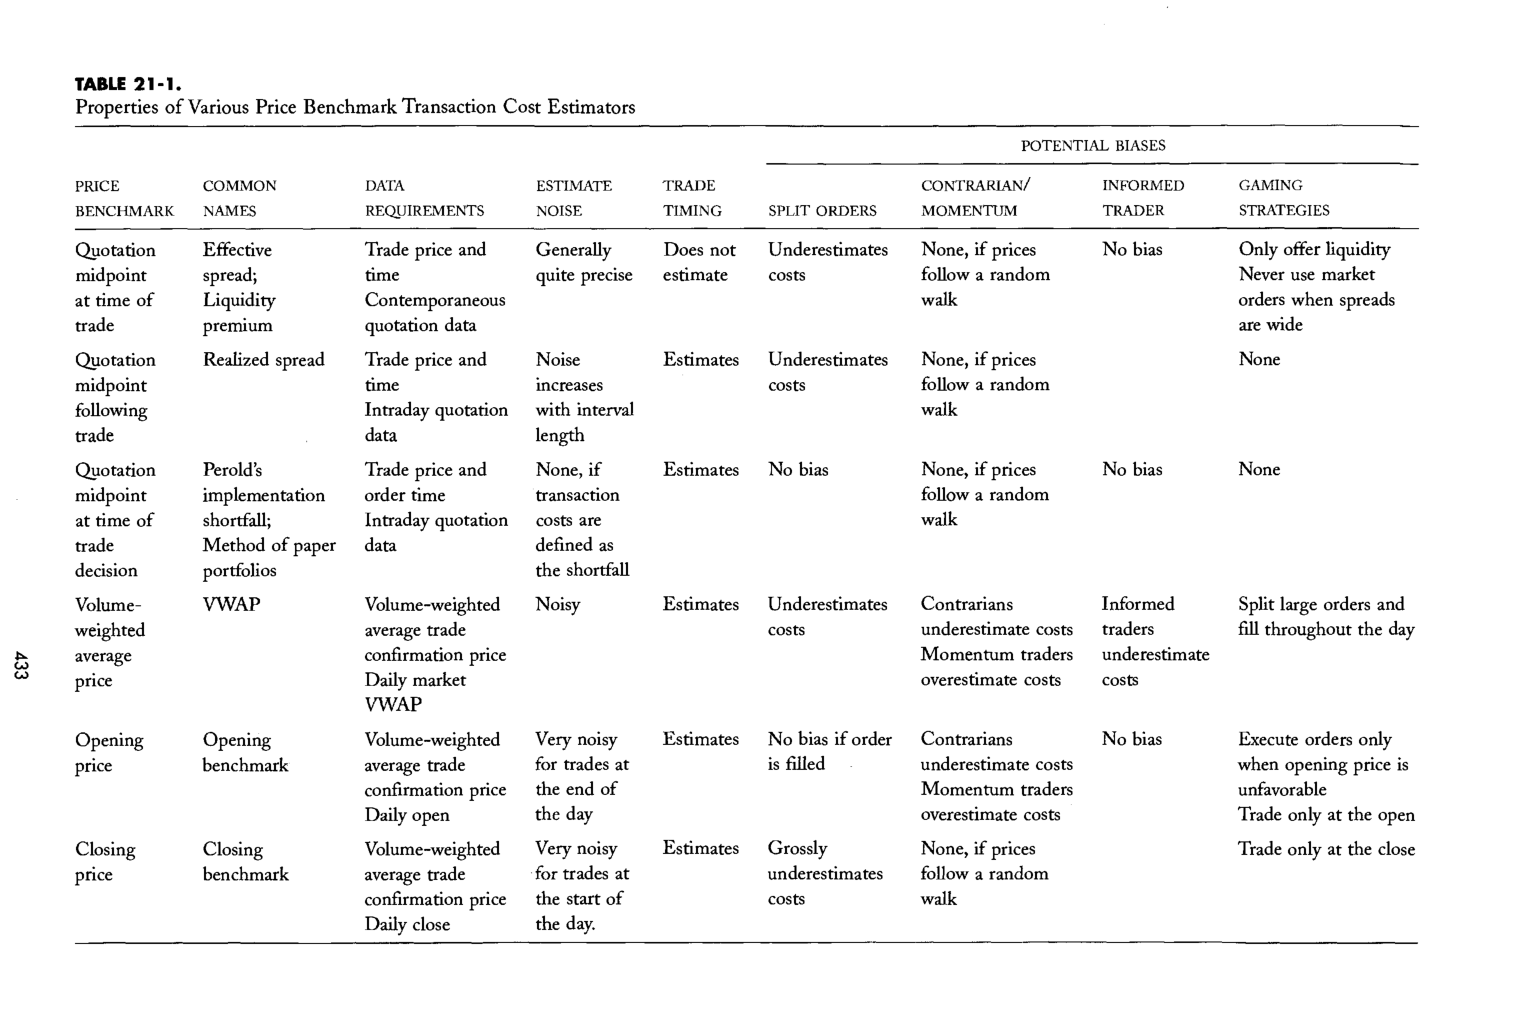 TABLE 21-1.
Properties of Various Price Benchmark Transaction Cost Estimators
POTENTIAL BIASES
PRICE COMMON DATA ESTIMATE TRADE CONTRARIAN/ INFORMED GAMING
BENCHMARK NAMES REQUIREMENTS NOISE TIMING SPLIT ORDERS MOMENTUM TRADER STRATEGIES
Quotation Effective Trade price and Generally Does not Underestimates None, if prices No bias Only offer liquidity
midpoint spread; time quite precise estimate costs follow a random Never use market
at time of Liquidity Contemporaneous walk orders when spreads
trade premium quotation data are wide
Quotation Realized spread Trade price and Noise Estimates Underestimates None, if prices None
midpoint time increases costs follow a random
following Intraday quotation with interval walk
trade data length
Quotation Perold's Trade price and None, if Estimates No bias None, if prices No bias None
midpoint implementation order time transaction follow a random
at time of shortfall; Intraday quotation costs are walk
trade Method of paper data defined as
decision portfolios the shortfall
Volume- VWAP Volume-weighted Noisy Estimates Underestimates Contrarians Informed Split large orders and
weighted average trade costs underestimate costs traders fill throughout the day
average confirmation price Momentum traders underestimate
price Daily market overestimate costs costs
VWAP
Opening Opening Volume-weighted Very noisy Estimates No bias if order Contrarians No bias Execute orders only
price benchmark average trade for trades at is filled underestimate costs when opening price is
confirmation price the end of Momentum traders unfavorable
Daily open the day overestimate costs Trade only at the open
Closing Closing Volume-weighted Very noisy Estimates Grossly None, if prices Trade only at the close
price benchmark average trade for trades at underestimates follow a random
confirmation price the start of costs walk
Daily close the day.
433